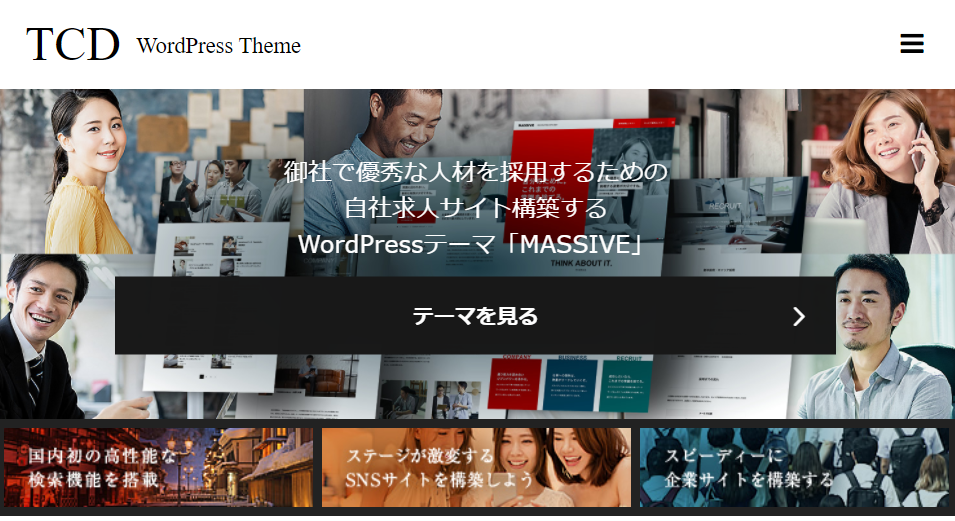 TCD WordPress Theme
御社で優秀な人材を採用するための
自社求人サイト構築する
WordPressテーマ「MASSIVE」
THINK ABOUT IT.
テーマを見る
COMPANY
BUSINESS
RECRUIT
国内初の高性能な
検索機能を搭載
ステージが激変する
SNSサイトを構築しよう
スピーディーに
企業サイトを構築する